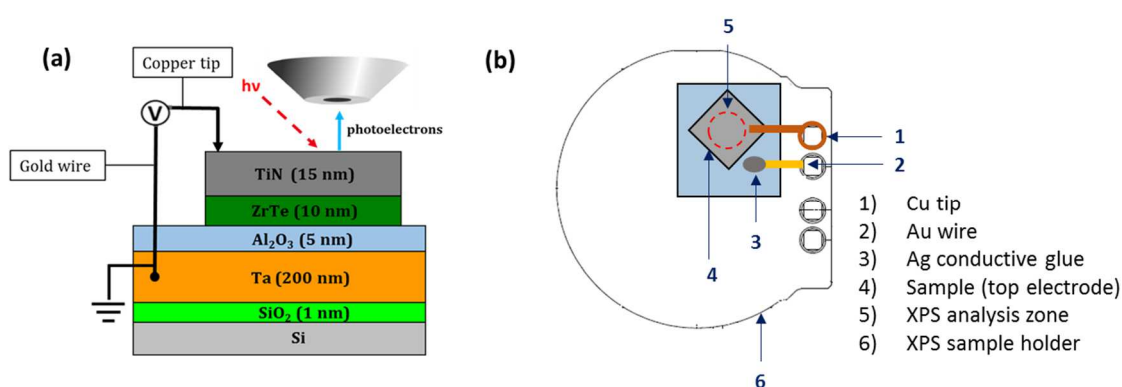 (a)
Copper tip
hν
V
photoelectrons
Gold wire
TiN (15 nm)
ZrTe (10 nm)
Al₂O₃ (5 nm)
Ta (200 nm)
SiO₂ (1 nm)
Si
(b)
5
1
2
3
4
6
1) Cu tip
2) Au wire
3) Ag conductive glue
4) Sample (top electrode)
5) XPS analysis zone
6) XPS sample holder